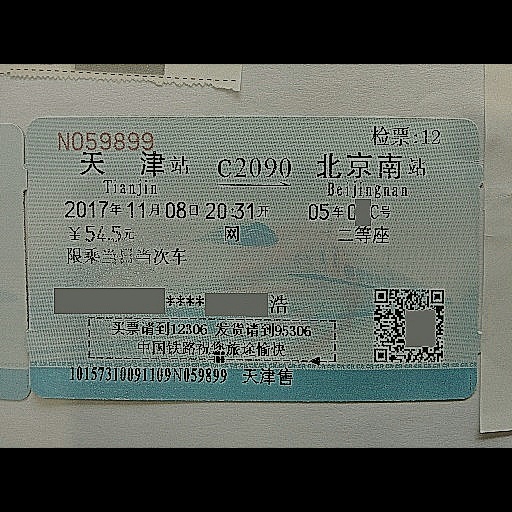 N059899 检票:12
天津站 C2090 北京南站
Tianjin Beijingnan
2017年11月08日20:31开 05车0 C号
￥54.5元 网 二等座
限乘当日当次车
**** 浩
买票请到12306 发货请到95306
中国铁路祝您旅途愉快
10157310091109N059899 天津售